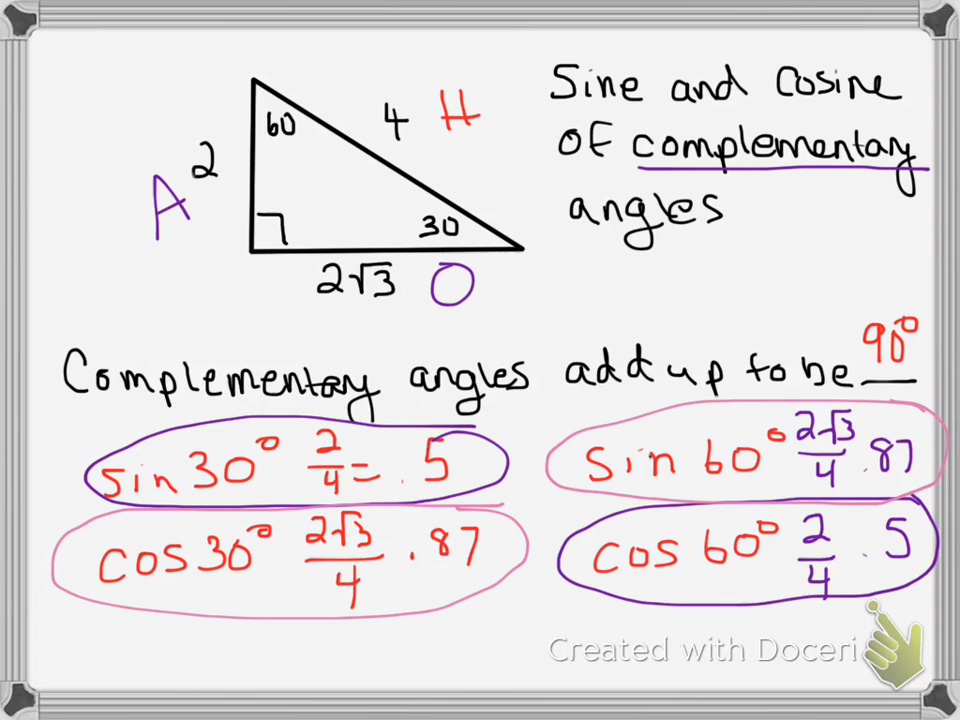 Sine and Cosine
of complementary
angles
60
4 H
2
A
30
2√3 O
Complementary angles add up to be 90°
sin 30° 2/4 = .5
sin 60° 2√3/4 .87
cos 30° 2√3/4 .87
cos 60° 2/4 .5
Created with Doceri